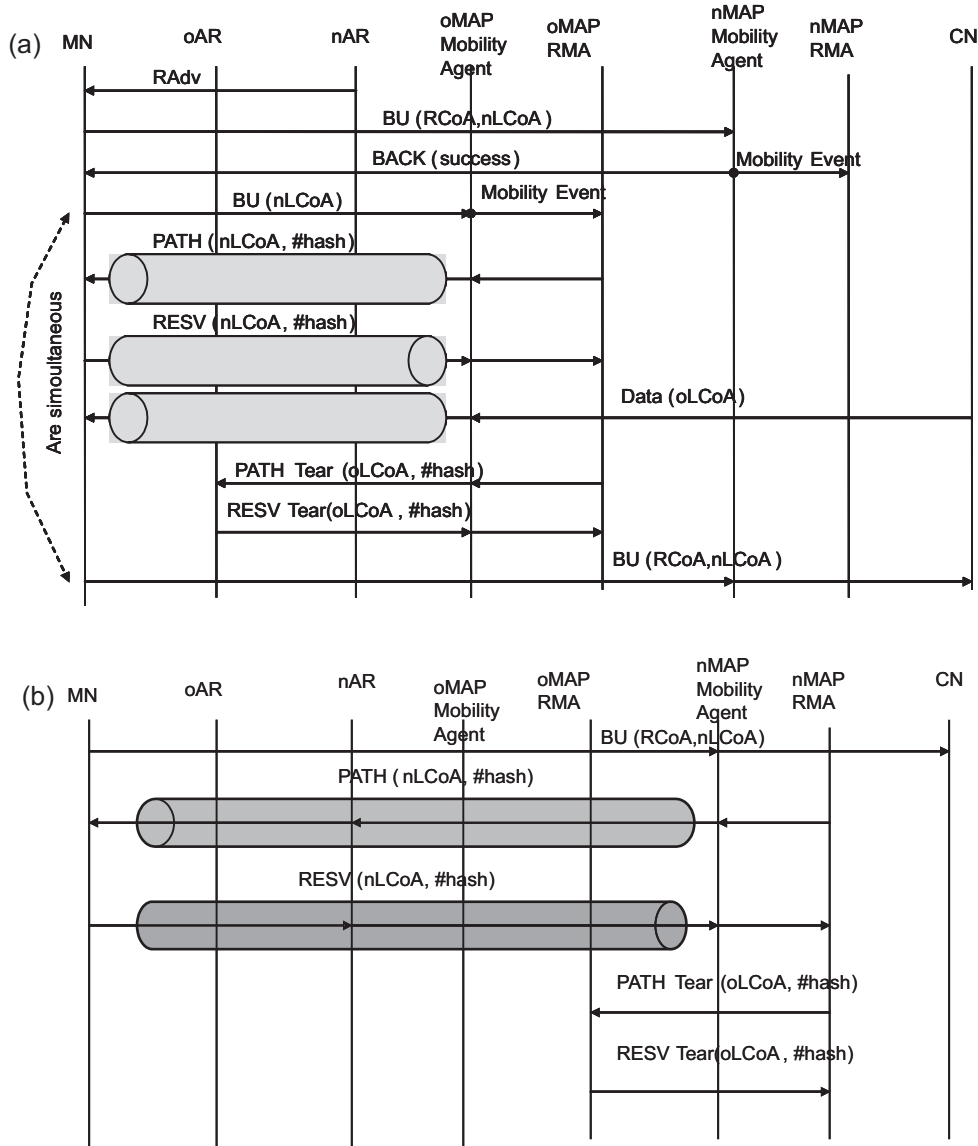 (a)
MN
oAR
nAR
oMAP
Mobility
Agent
oMAP
RMA
nMAP
Mobility
Agent
nMAP
RMA
CN
RAdv
BU (RCoA,nLCoA)
BACK (success)
Mobility Event
BU (nLCoA)
Mobility Event
PATH (nLCoA, #hash)
RESV (nLCoA, #hash)
Are simoultaneous
Data (oLCoA)
PATH Tear (oLCoA, #hash)
RESV Tear(oLCoA , #hash)
BU (RCoA,nLCoA )
(b)
MN
oAR
nAR
oMAP
Mobility
Agent
oMAP
RMA
nMAP
Mobility
Agent
nMAP
RMA
CN
BU (RCoA,nLCoA)
PATH (nLCoA, #hash)
RESV (nLCoA, #hash)
PATH Tear (oLCoA, #hash)
RESV Tear(oLCoA , #hash)